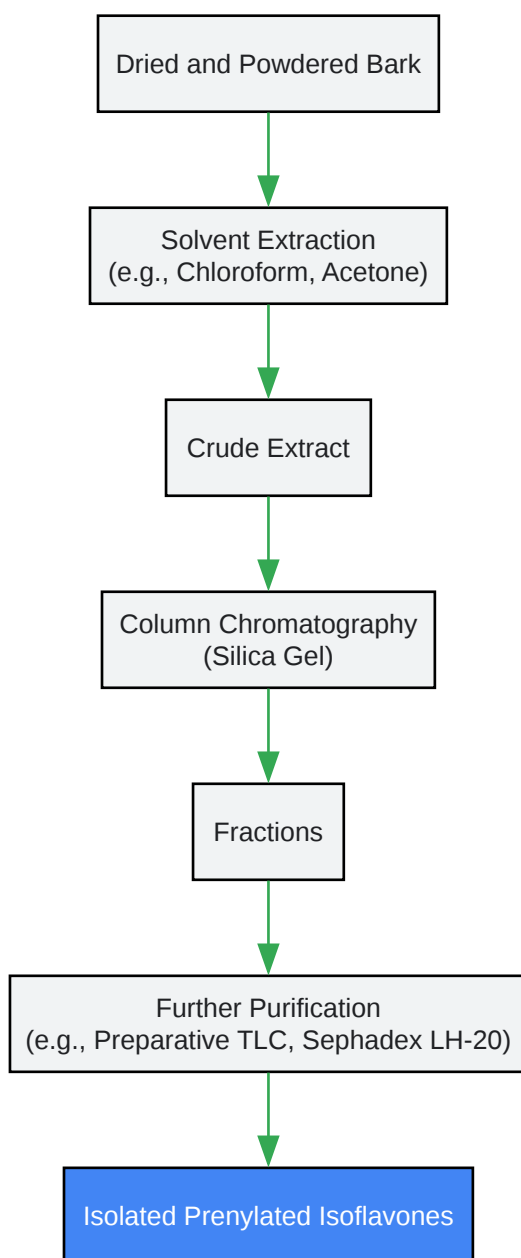 Dried and Powdered Bark
Solvent Extraction
(e.g., Chloroform, Acetone)
Crude Extract
Column Chromatography
(Silica Gel)
Fractions
Further Purification
(e.g., Preparative TLC, Sephadex LH-20)
Isolated Prenylated Isoflavones